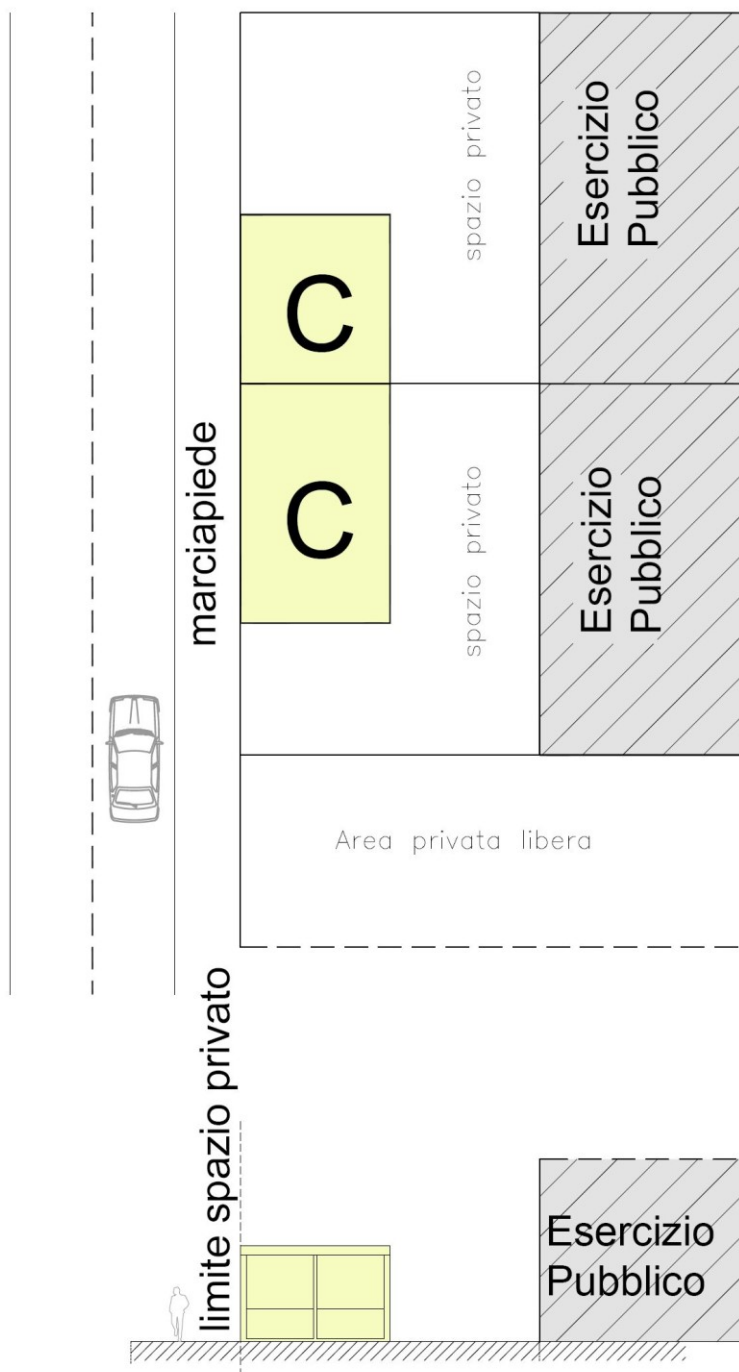 spazio privato
Esercizio
Pubblico
C
marciapiede
C
spazio privato
Esercizio
Pubblico
Area privata libera
limite spazio privato
Esercizio
Pubblico